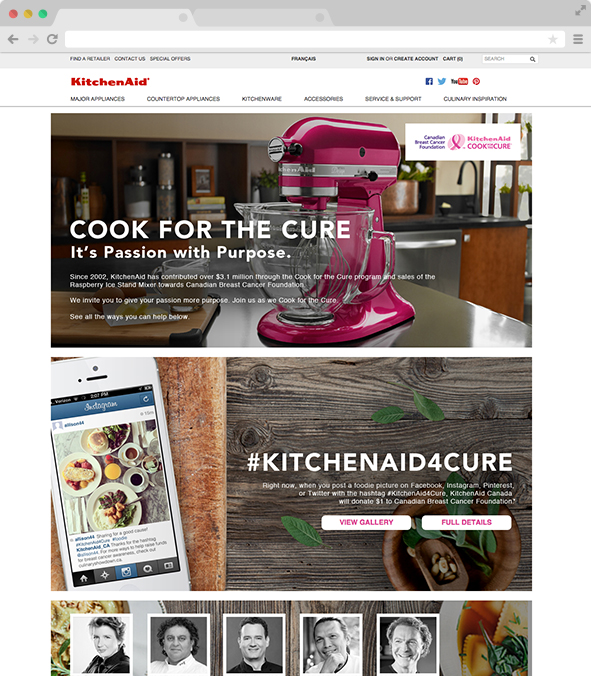 FIND A RETAILER CONTACT US SPECIAL OFFERS FRANÇAIS SIGN IN OR CREATE ACCOUNT CART (0) SEARCH
KitchenAid
YouTube
MAJOR APPLIANCES COUNTERTOP APPLIANCES KITCHENWARE ACCESSORIES SERVICE & SUPPORT CULINARY INSPIRATION
Canadian
Breast Cancer
Foundation
KitchenAid
COOK FOR THE CURE
COOK FOR THE CURE
It's Passion with Purpose.
Since 2002, KitchenAid has contributed over $3.1 million through the Cook for the Cure program and sales of the
Raspberry Ice Stand Mixer towards Canadian Breast Cancer Foundation.
We invite you to give your passion more purpose. Join us as we Cook for the Cure.
See all the ways you can help below.
Verizon 2:07 PM
Instagram
allison44
allison44 Sharing for a good cause!
#KitchenAid4Cure #foodie
KitchenAid_CA Thanks for the hashtag
@allison44. For more ways to help raise funds
for breast cancer awareness, check out
#KITCHENAID4CURE
Right now, when you post a foodie picture on Facebook, Instagram, Pinterest,
or Twitter with the hashtag #KitchenAid4Cure, KitchenAid Canada
will donate $1 to Canadian Breast Cancer Foundation.*
VIEW GALLERY FULL DETAILS